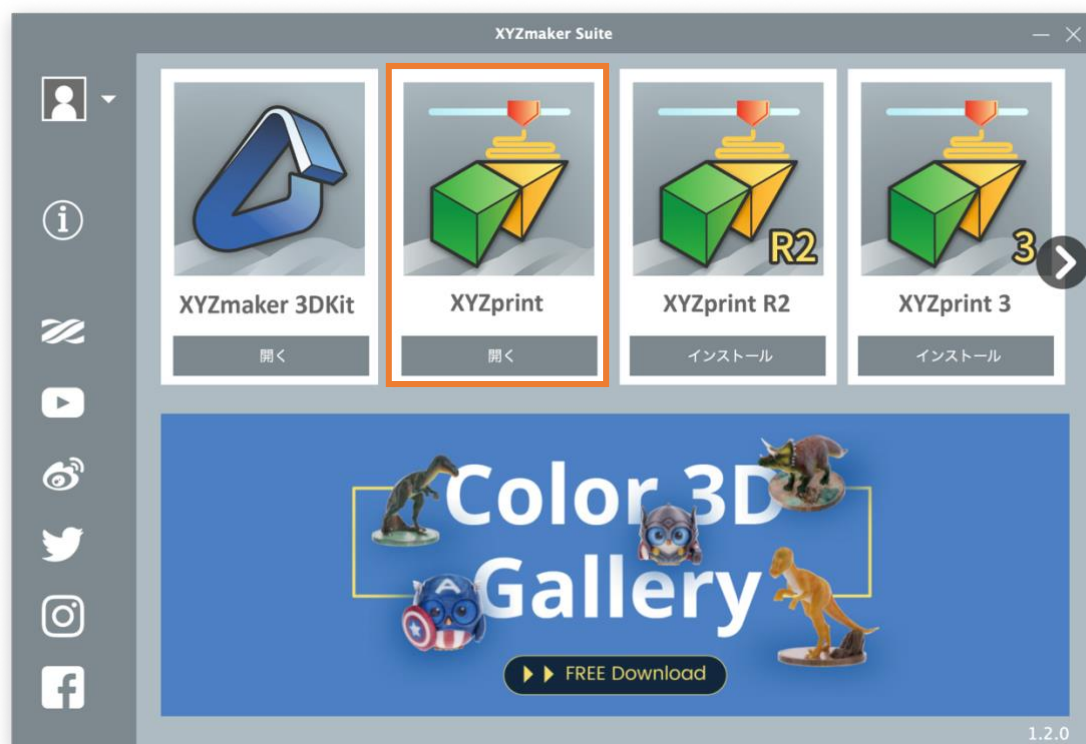 XYZmaker Suite
XYZmaker 3DKit
開く
XYZprint
開く
R2
XYZprint R2
インストール
3
XYZprint 3
インストール
Color 3D
Gallery
FREE Download
1.2.0